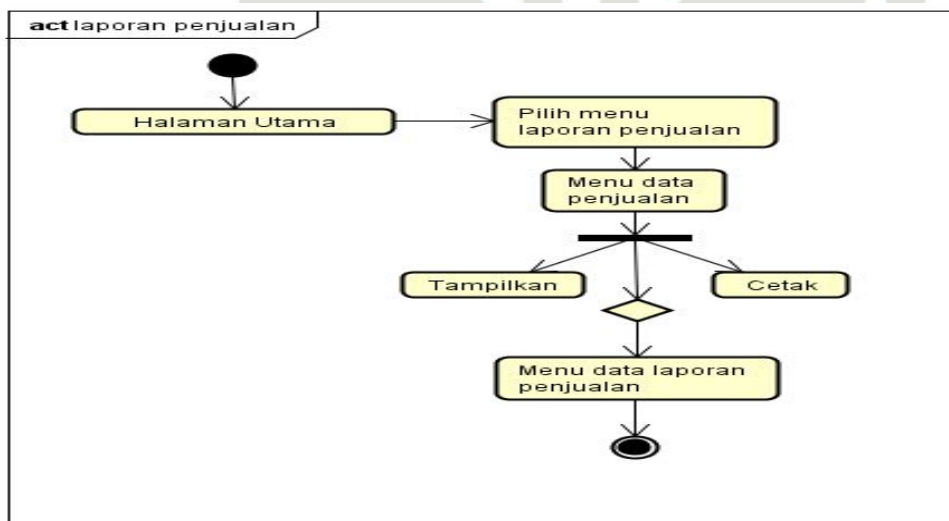 act laporan penjualan
Halaman Utama
Pilih menu
laporan penjualan
Menu data
penjualan
Tampilkan
Cetak
Menu data laporan
penjualan